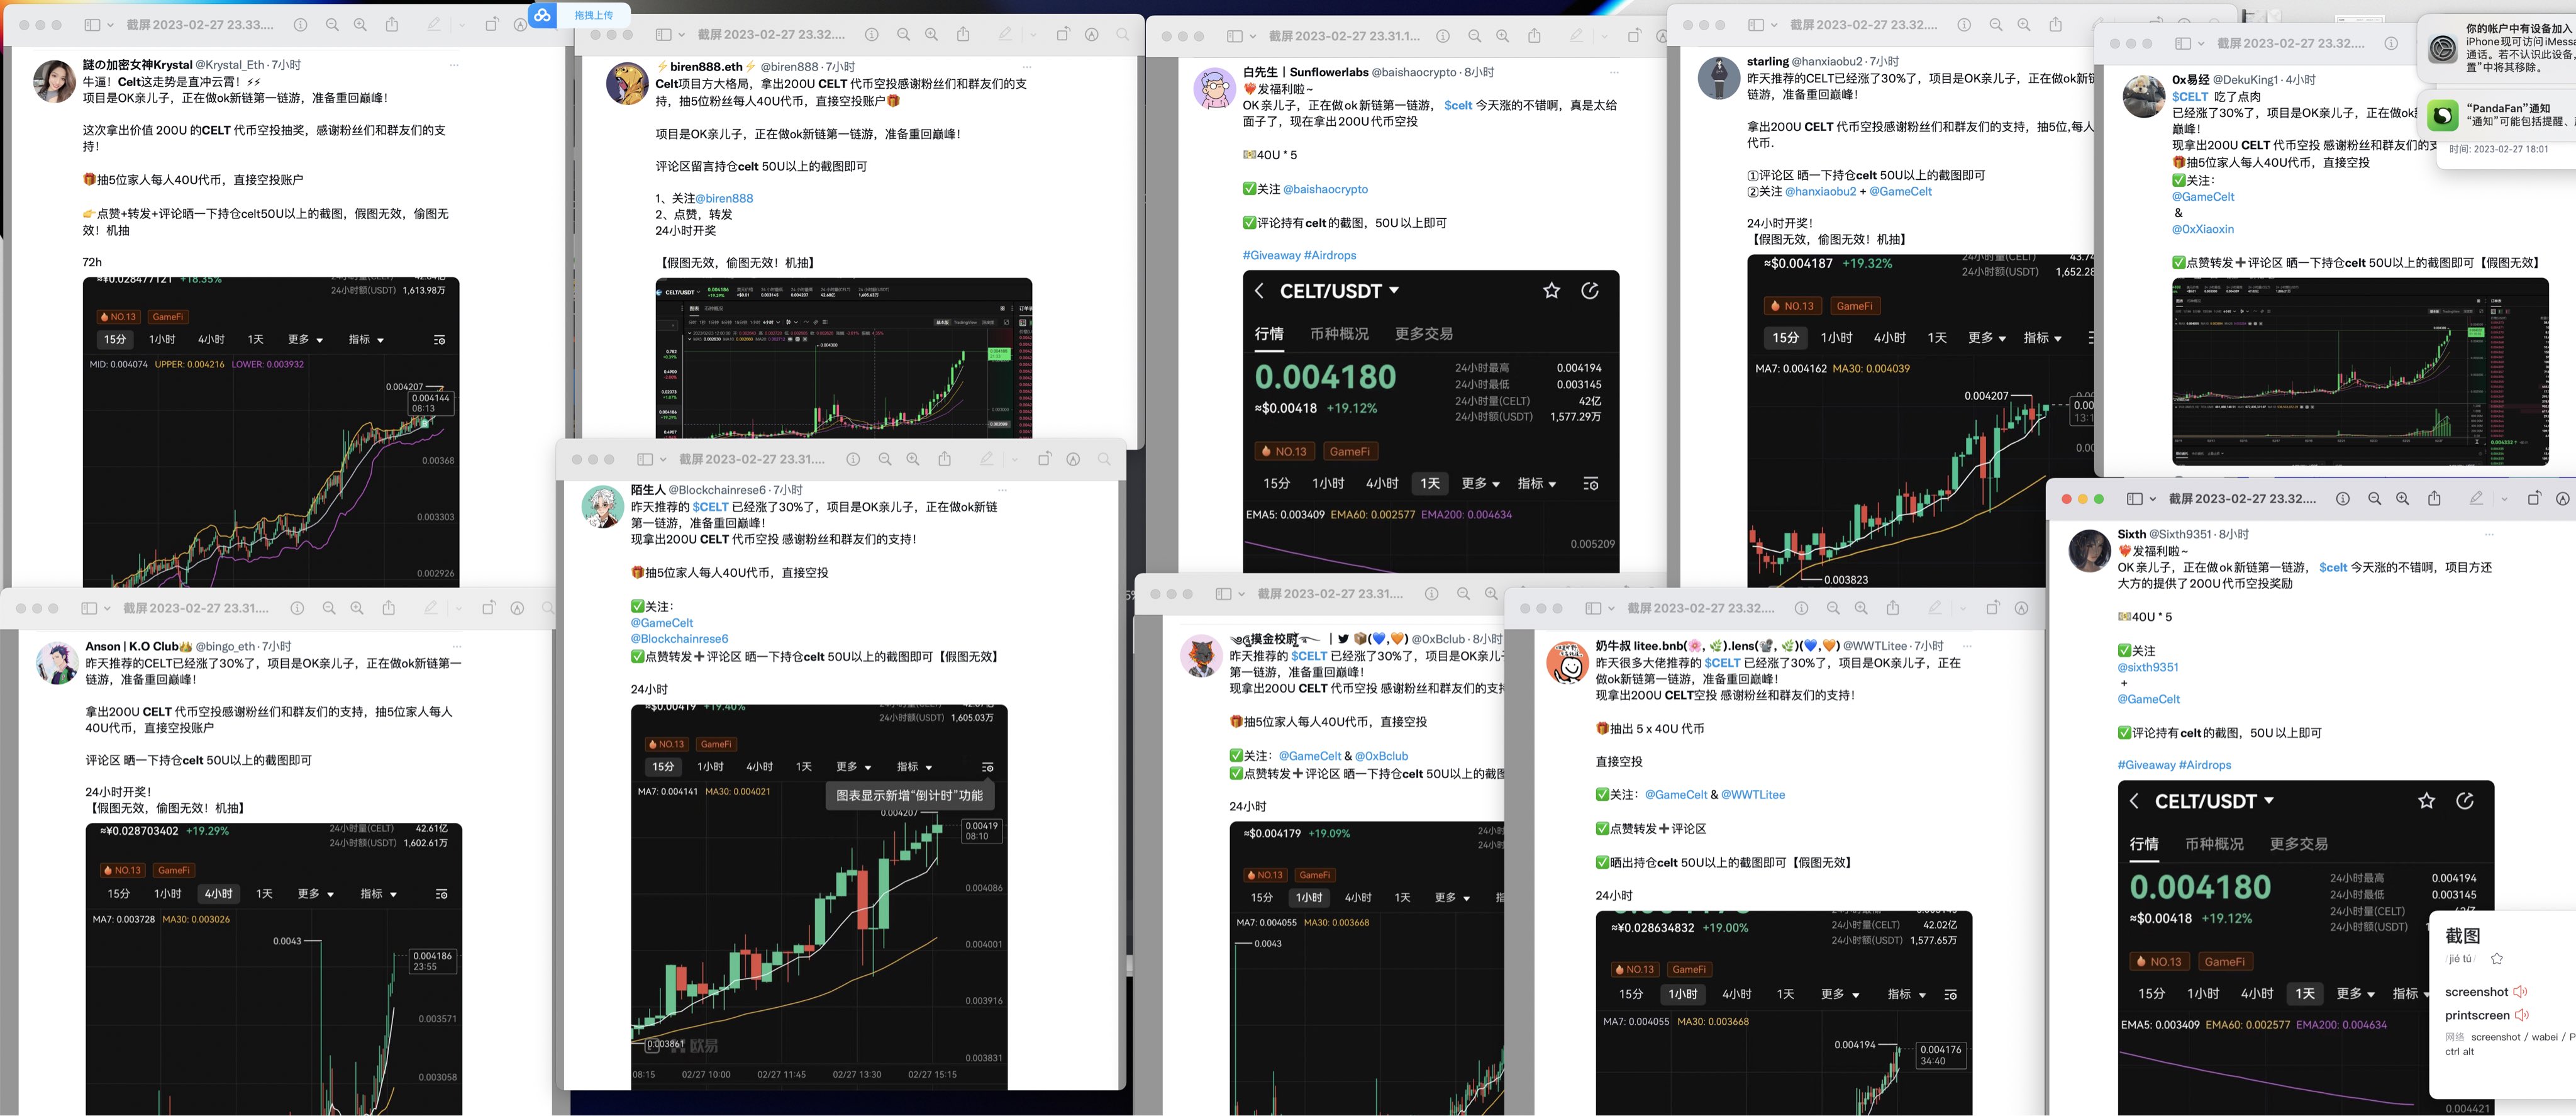 截屏2023-02-27 23.33....
謎の加密女神Krystal @Krystal_Eth · 7小时
牛逼！Celt这走势是直冲云霄！⚡⚡
项目是OK亲儿子，正在做ok新链第一链游，准备重回巅峰！
这次拿出价值 200U 的CELT 代币空投抽奖，感谢粉丝们和群友们的支
持！
🎁抽5位家人每人40U代币，直接空投账户
👉点赞+转发+评论晒一下持仓celt50U以上的截图，假图无效，偷图无
效！机抽
72h
≈¥0.028477121 +18.35%
24小时额(USDT) 1,613.98万
NO.13 GameFi
15分 1小时 4小时 1天 更多 指标
MID: 0.004074 UPPER: 0.004216 LOWER: 0.003932
0.004207
0.004144
08:13
0.00368
0.003303
0.002926
拖拽上传
截屏2023-02-27 23.32....
⚡biren888.eth⚡ @biren888 · 7小时
Celt项目方大格局，拿出200U CELT 代币空投感谢粉丝们和群友们的支
持，抽5位粉丝每人40U代币，直接空投账户🎁
项目是OK亲儿子，正在做ok新链第一链游，准备重回巅峰！
评论区留言持仓celt 50U以上的截图即可
1、关注@biren888
2、点赞，转发
24小时开奖
【假图无效，偷图无效！机抽】
CELT/USDT
截屏2023-02-27 23.31.1...
白先生 | Sunflowerlabs @baishaocrypto · 8小时
❤️‍🔥发福利啦~
OK亲儿子，正在做ok新链第一链游， $celt 今天涨的不错啊，真是太给
面子了，现在拿出200U代币空投
💵40U * 5
✅关注 @baishaocrypto
✅评论持有celt的截图，50U以上即可
#Giveaway #Airdrops
CELT/USDT
行情 币种概况 更多交易
0.004180
≈$0.00418 +19.12%
24小时最高 0.004194
24小时最低 0.003145
24小时量(CELT) 42亿
24小时额(USDT) 1,577.29万
NO.13 GameFi
15分 1小时 4小时 1天 更多 指标
EMA5: 0.003409 EMA60: 0.002577 EMA200: 0.004634
0.005209
截屏2023-02-27 23.32....
starling @hanxiaobu2 · 7小时
昨天推荐的CELT已经涨了30%了，项目是OK亲儿子，正在做ok新
链游，准备重回巅峰！
拿出200U CELT 代币空投感谢粉丝们和群友们的支持，抽5位,每人
代币.
①评论区 晒一下持仓celt 50U以上的截图即可
②关注 @hanxiaobu2 + @GameCelt
24小时开奖！
【假图无效，偷图无效！机抽】
≈$0.004187 +19.32%
24小时量(CELT) 43.74
24小时额(USDT) 1,652.28
NO.13 GameFi
15分 1小时 4小时 1天 更多 指标
MA7: 0.004162 MA30: 0.004039
0.004207
0.003823
截屏2023-02-27 23.32....
0x易经 @DekuKing1 · 4小时
$CELT 吃了点肉
已经涨了30%了，项目是OK亲儿子，正在做ok
巅峰！
现拿出200U CELT 代币空投 感谢粉丝们和群友们的支
🎁抽5位家人每人40U代币，直接空投
✅关注：
@GameCelt
&
@0xXiaoxin
✅点赞转发➕评论区 晒一下持仓celt 50U以上的截图即可【假图无效】
你的帐户中有设备加入
iPhone现可访问iMessa
通话。若不认识此设备，
置”中将其移除。
“PandaFan”通知
“通知”可能包括提醒、
时间: 2023-02-27 18:01
截屏2023-02-27 23.31....
Anson | K.O Club👑 @bingo_eth · 7小时
昨天推荐的CELT已经涨了30%了，项目是OK亲儿子，正在做ok新链第一
链游，准备重回巅峰！
拿出200U CELT 代币空投感谢粉丝们和群友们的支持，抽5位家人每人
40U代币，直接空投账户
评论区 晒一下持仓celt 50U以上的截图即可
24小时开奖！
【假图无效，偷图无效！机抽】
≈¥0.028703402 +19.29%
24小时量(CELT) 42.61亿
24小时额(USDT) 1,602.61万
NO.13 GameFi
15分 1小时 4小时 1天 更多 指标
MA7: 0.003728 MA30: 0.003026
0.0043
0.004186
23:55
0.003571
0.003058
截屏2023-02-27 23.31....
陌生人 @Blockchainrese6 · 7小时
昨天推荐的 $CELT 已经涨了30%了，项目是OK亲儿子，正在做ok新链
第一链游，准备重回巅峰！
现拿出200U CELT 代币空投 感谢粉丝们和群友们的支持！
🎁抽5位家人每人40U代币，直接空投
✅关注：
@GameCelt
@Blockchainrese6
✅点赞转发➕评论区 晒一下持仓celt 50U以上的截图即可【假图无效】
24小时
≈$0.00419 +19.40%
24小时额(USDT) 1,605.03万
NO.13 GameFi
15分 1小时 4小时 1天 更多 指标
MA7: 0.004141 MA30: 0.004021
图表显示新增“倒计时”功能
0.004207
0.00419
08:10
0.004086
0.004001
0.003916
0.003861
欧易
0.003831
08:15 02/27 10:00 02/27 11:45 02/27 13:30 02/27 15:15
截屏2023-02-27 23.31....
摸金校尉 | 📦(💙,🧡) @0xBclub · 8小时
昨天推荐的 $CELT 已经涨了30%了，项目是OK亲儿
第一链游，准备重回巅峰！
现拿出200U CELT 代币空投 感谢粉丝们和群友们的支持
🎁抽5位家人每人40U代币，直接空投
✅关注：@GameCelt & @0xBclub
✅点赞转发➕评论区 晒一下持仓celt 50U以上的截图
24小时
≈$0.004179 +19.09%
NO.13 GameFi
15分 1小时 4小时 1天 更多
MA7: 0.004055 MA30: 0.003668
0.0043
截屏2023-02-27 23.32....
奶牛叔 litee.bnb(🌸, 🌿).lens(📽, 🌿)(💙,🧡) @WWTLitee · 7小时
昨天很多大佬推荐的 $CELT 已经涨了30%了，项目是OK亲儿子，正在
做ok新链第一链游，准备重回巅峰！
现拿出200U CELT空投 感谢粉丝们和群友们的支持！
🎁抽出 5 x 40U 代币
直接空投
✅关注：@GameCelt & @WWTLitee
✅点赞转发➕评论区
✅晒出持仓celt 50U以上的截图即可【假图无效】
24小时
≈¥0.028634832 +19.00%
24小时量(CELT) 42.02亿
24小时额(USDT) 1,577.65万
NO.13 GameFi
15分 1小时 4小时 1天 更多 指标
MA7: 0.004055 MA30: 0.003668
0.004194
0.004176
34:40
截屏2023-02-27 23.32....
Sixth @Sixth9351 · 8小时
❤️‍🔥发福利啦~
OK亲儿子，正在做ok新链第一链游， $celt 今天涨的不错啊，项目方还
大方的提供了200U代币空投奖励
💵40U * 5
✅关注
@sixth9351
+
@GameCelt
✅评论持有celt的截图，50U以上即可
#Giveaway #Airdrops
CELT/USDT
行情 币种概况 更多交易
0.004180
≈$0.00418 +19.12%
24小时最高 0.004194
24小时最低 0.003145
24小时量(CELT)
24小时额(USDT)
NO.13 GameFi
15分 1小时 4小时 1天 更多 指标
EMA5: 0.003409 EMA60: 0.002577 EMA200: 0.004634
0.004421
截图
/ jié tú /
screenshot
printscreen
网络 screenshot / wabei / P
ctrl alt